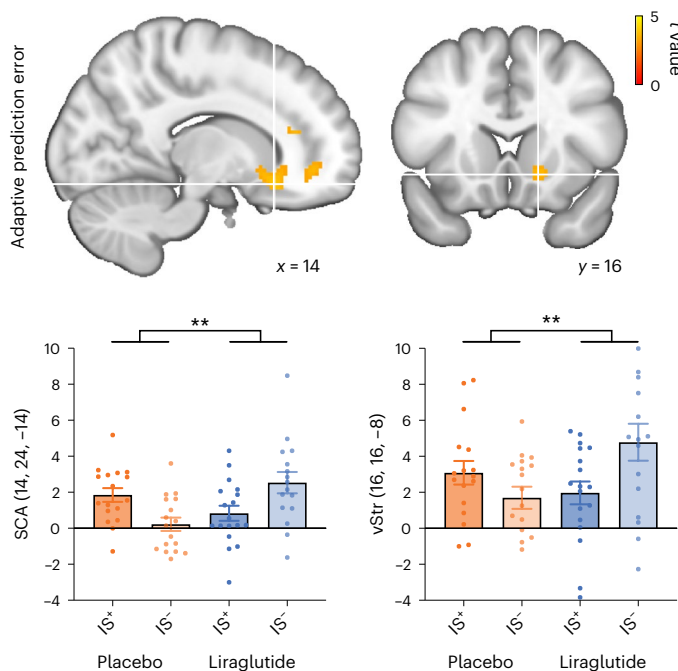 Adaptive prediction error
5
0
t value
x = 14
y = 16
**
**
SCA (14, 24, −14)
10
8
6
4
2
0
−2
−4
IS⁺
IS⁻
IS⁺
IS⁻
Placebo
Liraglutide
vStr (16, 16, −8)
10
8
6
4
2
0
−2
−4
IS⁺
IS⁻
IS⁺
IS⁻
Placebo
Liraglutide